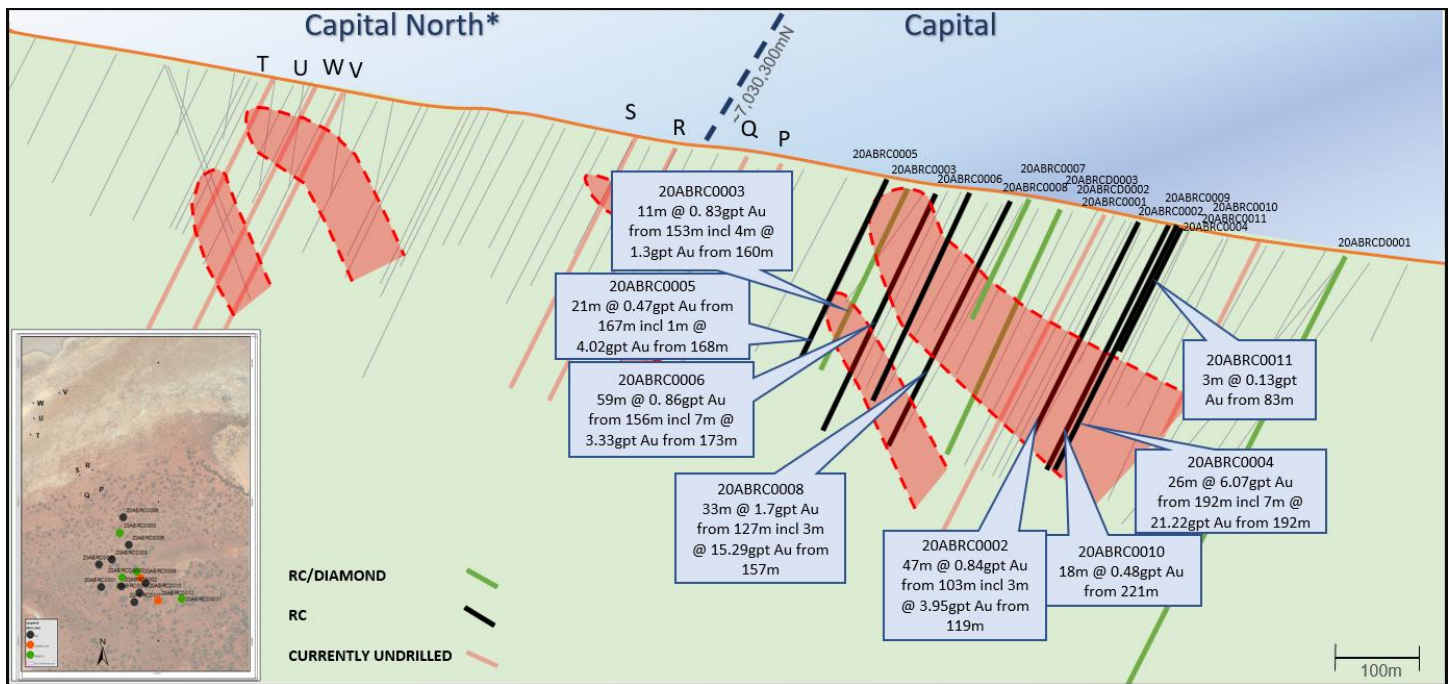 Capital North*
Capital
~7,030,300mN
T U W V
S R Q P
20ABRC0005
20ABRC0003
20ABRC0006
20ABRC0007
20ABRC0008
20ABRCD0003
20ABRCD0002
20ABRC0001
20ABRC0002
20ABRC0009
20ABRC0010
20ABRC0011
20ABRC0004
20ABRCD0001
20ABRC0003
11m @ 0. 83gpt Au
from 153m incl 4m @
1.3gpt Au from 160m
20ABRC0005
21m @ 0.47gpt Au from
167m incl 1m @
4.02gpt Au from 168m
20ABRC0006
59m @ 0. 86gpt Au
from 156m incl 7m @
3.33gpt Au from 173m
20ABRC0008
33m @ 1.7gpt Au
from 127m incl 3m
@ 15.29gpt Au from
157m
20ABRC0002
47m @ 0.84gpt Au
from 103m incl 3m
@ 3.95gpt Au from
119m
20ABRC0010
18m @ 0.48gpt Au
from 221m
20ABRC0004
26m @ 6.07gpt Au
from 192m incl 7m @
21.22gpt Au from 192m
20ABRC0011
3m @ 0.13gpt
Au from 83m
V
W
U
T
R
S
P
Q
N
RC/DIAMOND
RC
CURRENTLY UNDRILLED
100m